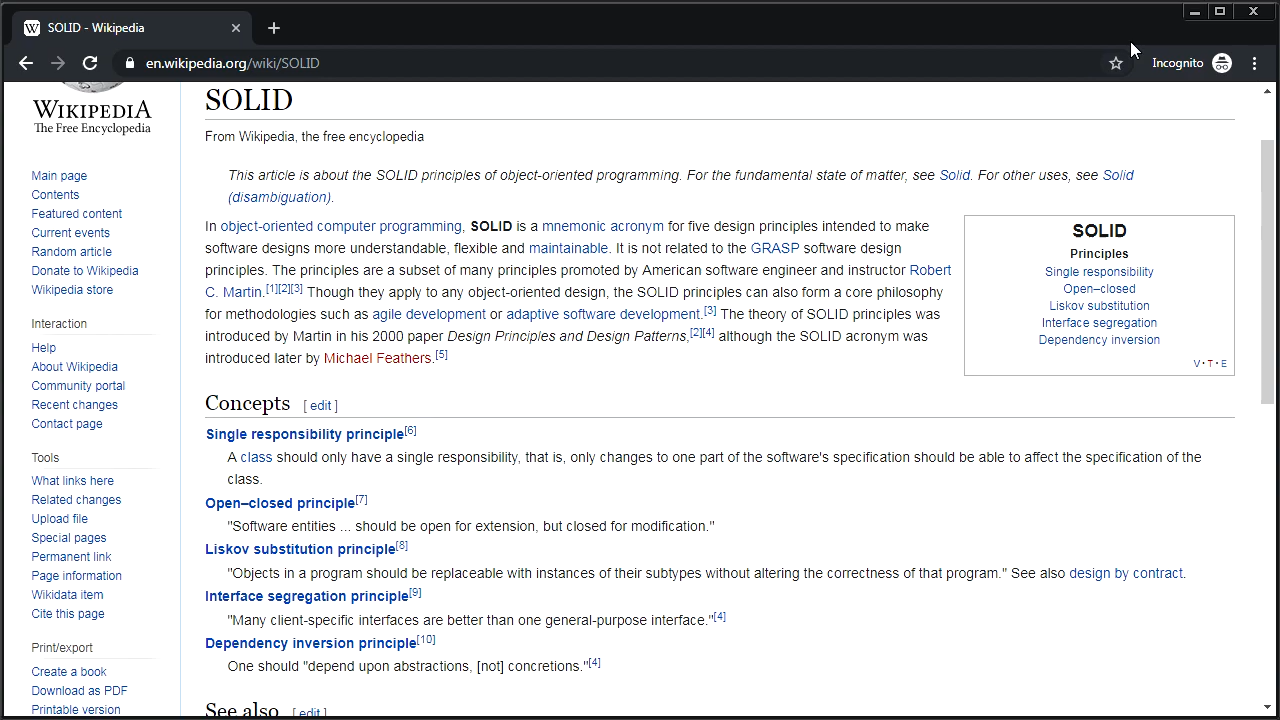 SOLID - Wikipedia
en.wikipedia.org/wiki/SOLID
Incognito
WIKIPEDIA
The Free Encyclopedia
Main page
Contents
Featured content
Current events
Random article
Donate to Wikipedia
Wikipedia store
Interaction
Help
About Wikipedia
Community portal
Recent changes
Contact page
Tools
What links here
Related changes
Upload file
Special pages
Permanent link
Page information
Wikidata item
Cite this page
Print/export
Create a book
Download as PDF
Printable version
SOLID
From Wikipedia, the free encyclopedia
This article is about the SOLID principles of object-oriented programming. For the fundamental state of matter, see Solid. For other uses, see Solid
(disambiguation).
In object-oriented computer programming, SOLID is a mnemonic acronym for five design principles intended to make
software designs more understandable, flexible and maintainable. It is not related to the GRASP software design
principles. The principles are a subset of many principles promoted by American software engineer and instructor Robert
C. Martin.[1][2][3] Though they apply to any object-oriented design, the SOLID principles can also form a core philosophy
for methodologies such as agile development or adaptive software development.[3] The theory of SOLID principles was
introduced by Martin in his 2000 paper Design Principles and Design Patterns,[2][4] although the SOLID acronym was
introduced later by Michael Feathers.[5]
SOLID
Principles
Single responsibility
Open–closed
Liskov substitution
Interface segregation
Dependency inversion
V·T·E
Concepts [ edit ]
Single responsibility principle[6]
A class should only have a single responsibility, that is, only changes to one part of the software's specification should be able to affect the specification of the
class.
Open–closed principle[7]
"Software entities ... should be open for extension, but closed for modification."
Liskov substitution principle[8]
"Objects in a program should be replaceable with instances of their subtypes without altering the correctness of that program." See also design by contract.
Interface segregation principle[9]
"Many client-specific interfaces are better than one general-purpose interface."[4]
Dependency inversion principle[10]
One should "depend upon abstractions, [not] concretions."[4]
See also [ edit ]